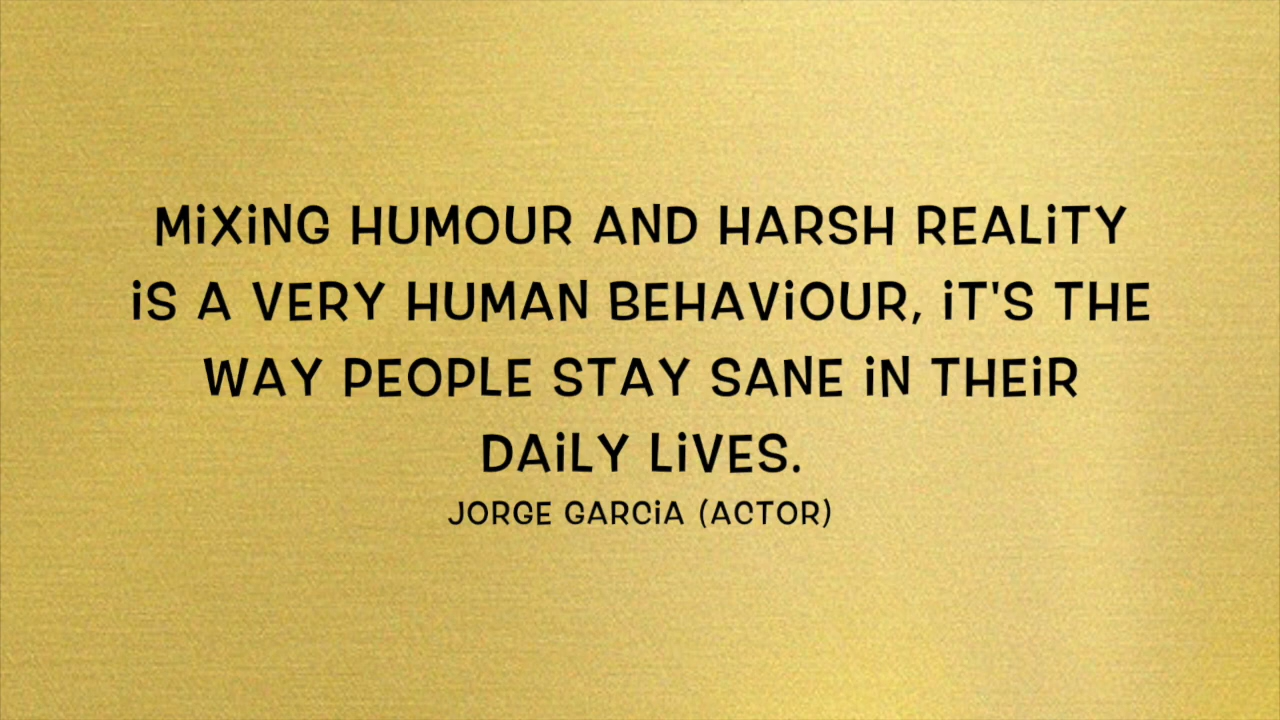 MiXiNG HUMOUR AND HARSH REALiTY
iS A VERY HUMAN BEHAViOUR, iT'S THE
WAY PEOPLE STAY SANE iN THEiR
DAiLY LiVES.
JORGE GARCiA (ACTOR)